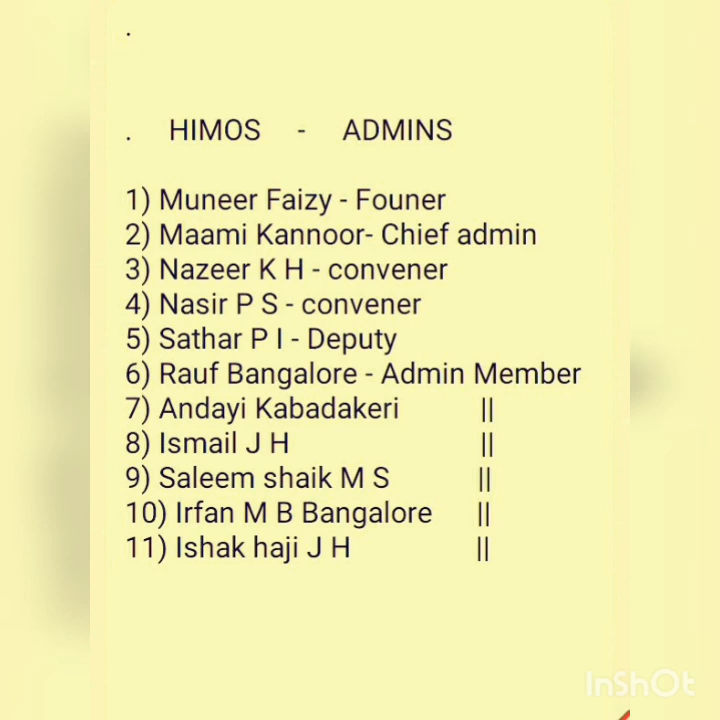 .
. HIMOS - ADMINS
1) Muneer Faizy - Founer
2) Maami Kannoor- Chief admin
3) Nazeer K H - convener
4) Nasir P S - convener
5) Sathar P I - Deputy
6) Rauf Bangalore - Admin Member
7) Andayi Kabadakeri ||
8) Ismail J H ||
9) Saleem shaik M S ||
10) Irfan M B Bangalore ||
11) Ishak haji J H ||
InShOt